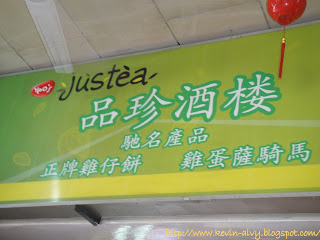 Yeo's justea
品珍酒楼
馳名產品
正牌雞仔餅 雞蛋薩騎馬
http://www.kevin-alvy.blogspot.com/